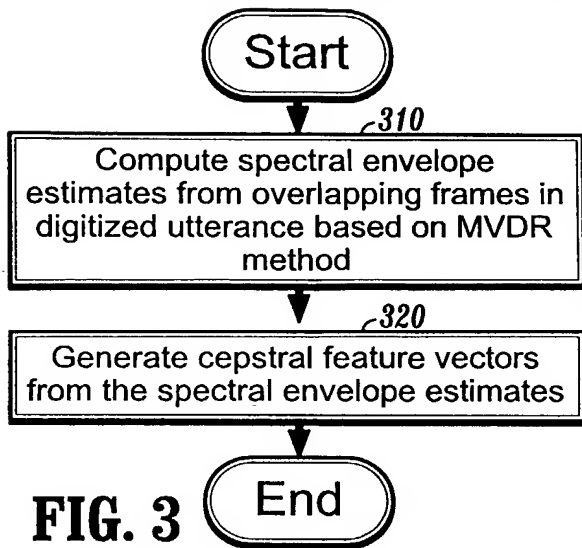 Start
310
Compute spectral envelope
estimates from overlapping frames in
digitized utterance based on MVDR
method
320
Generate cepstral feature vectors
from the spectral envelope estimates
End
FIG. 3